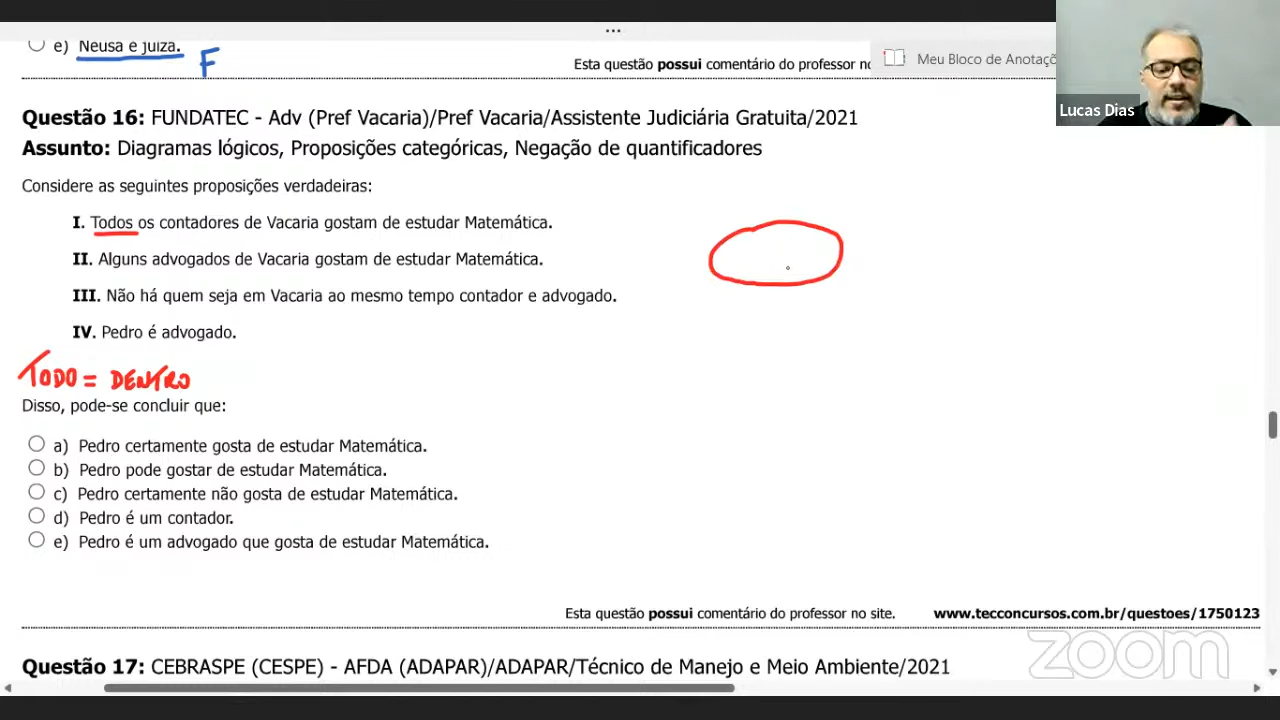 e) Neusa é juíza.
F
Esta questão possui comentário do professor no
Meu Bloco de Anotaçõ
Lucas Dias
Questão 16: FUNDATEC - Adv (Pref Vacaria)/Pref Vacaria/Assistente Judiciária Gratuita/2021
Assunto: Diagramas lógicos, Proposições categóricas, Negação de quantificadores
Considere as seguintes proposições verdadeiras:
I. Todos os contadores de Vacaria gostam de estudar Matemática.
II. Alguns advogados de Vacaria gostam de estudar Matemática.
III. Não há quem seja em Vacaria ao mesmo tempo contador e advogado.
IV. Pedro é advogado.
TODO = DENTRO
Disso, pode-se concluir que:
a) Pedro certamente gosta de estudar Matemática.
b) Pedro pode gostar de estudar Matemática.
c) Pedro certamente não gosta de estudar Matemática.
d) Pedro é um contador.
e) Pedro é um advogado que gosta de estudar Matemática.
Esta questão possui comentário do professor no site. www.tecconcursos.com.br/questoes/1750123
zoom
Questão 17: CEBRASPE (CESPE) - AFDA (ADAPAR)/ADAPAR/Técnico de Manejo e Meio Ambiente/2021